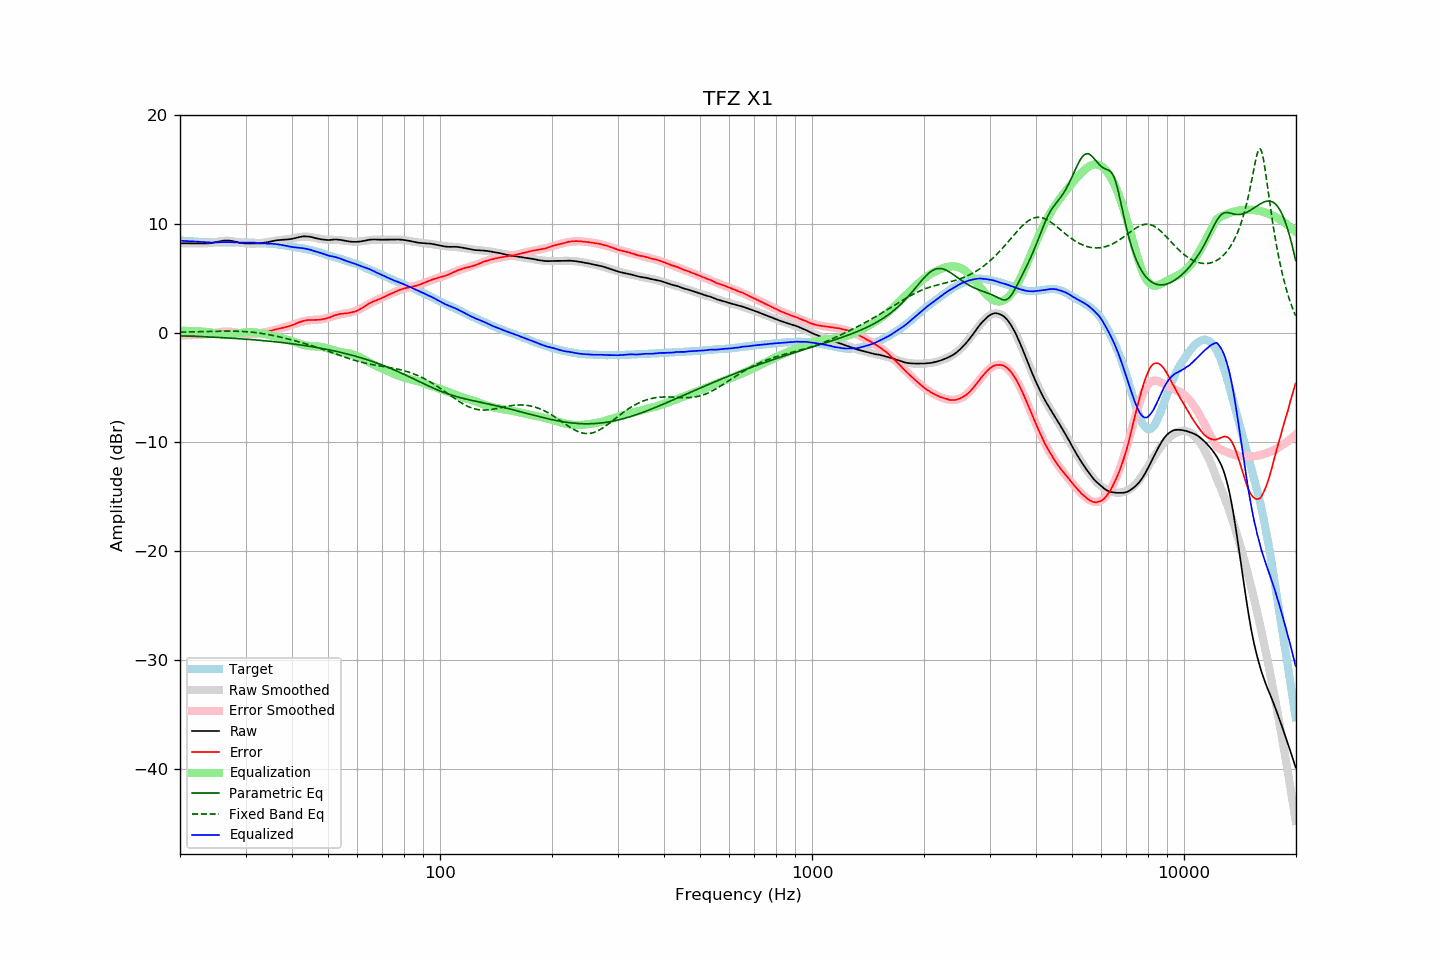 TFZ X1
20
10
0
−10
−20
−30
−40
Amplitude (dBr)
Target
Raw Smoothed
Error Smoothed
Raw
Error
Equalization
Parametric Eq
Fixed Band Eq
Equalized
100
1000
10000
Frequency (Hz)